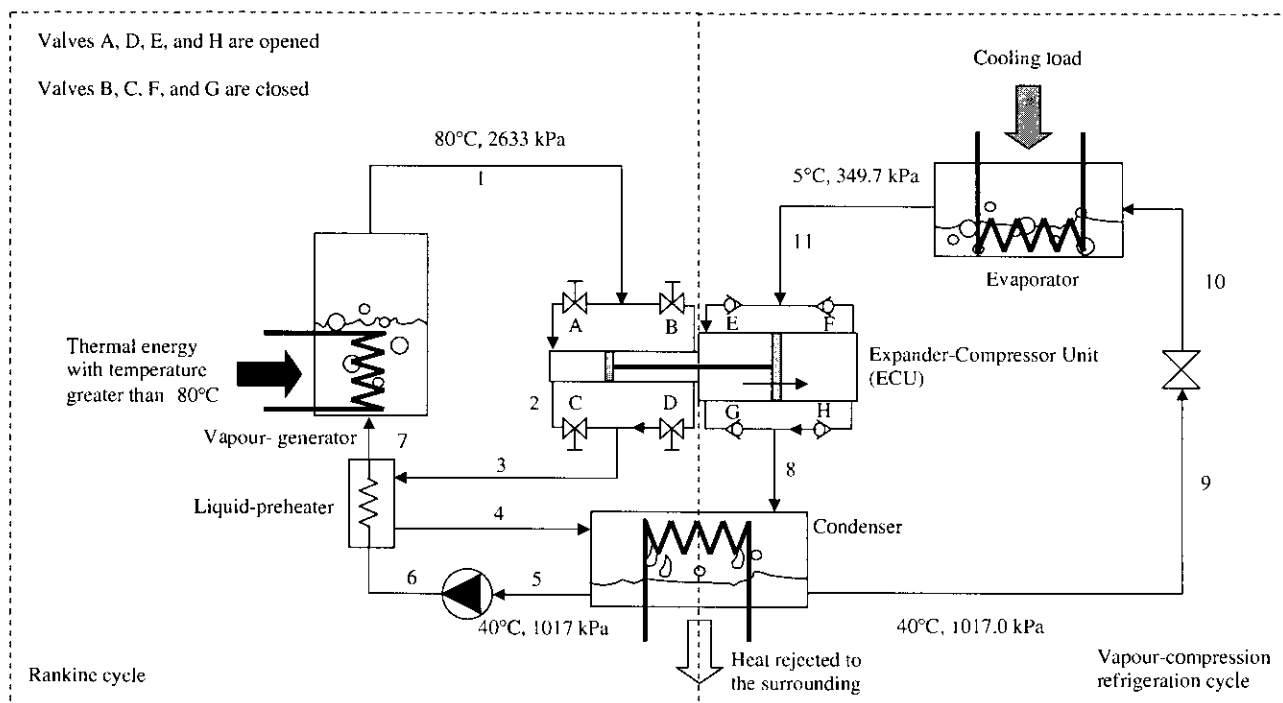 Valves A, D, E, and H are opened
Valves B, C, F, and G are closed
Cooling load
80°C, 2633 kPa
1
5°C, 349.7 kPa
11
Evaporator
10
A
B
E
F
Thermal energy
with temperature
greater than 80°C
Expander-Compressor Unit
(ECU)
2
C
D
G
H
Vapour- generator
7
3
8
9
Liquid-preheater
4
Condenser
6
5
40°C, 1017 kPa
40°C, 1017.0 kPa
Rankine cycle
Heat rejected to
the surrounding
Vapour-compression
refrigeration cycle